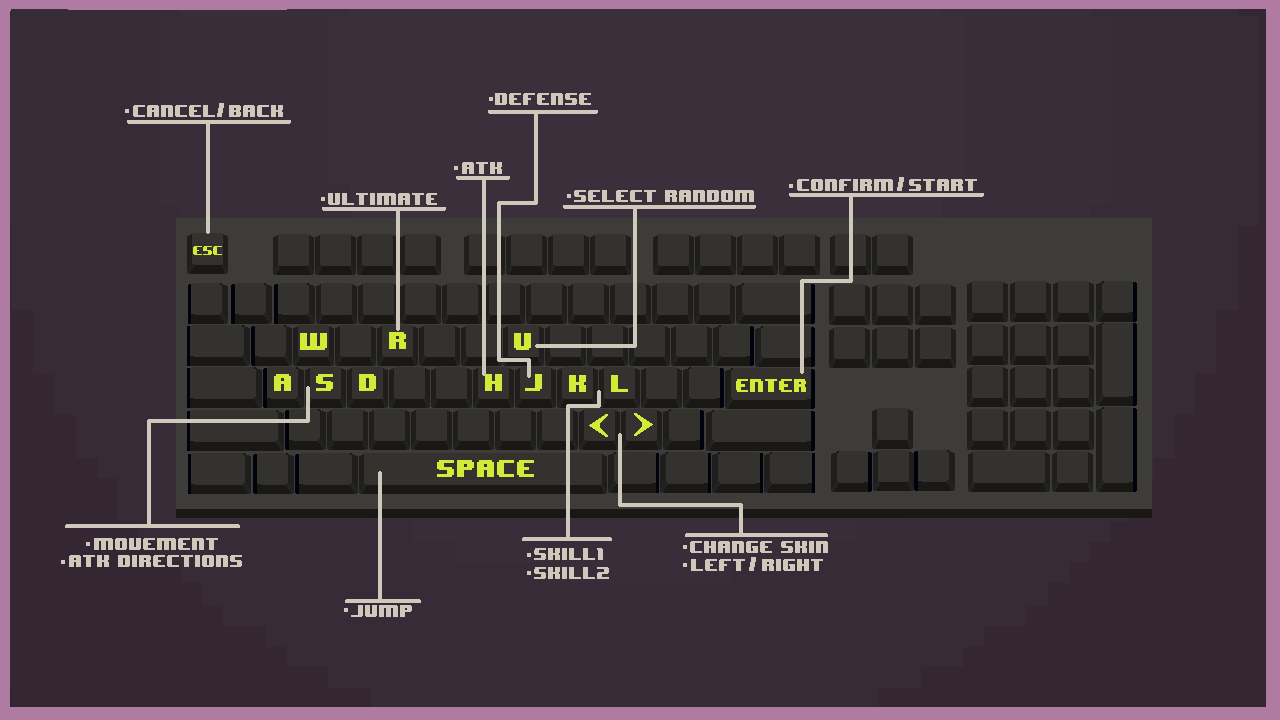 ·DEFENSE
·CANCEL/BACK
·ATK
·ULTIMATE
·SELECT RANDOM
·CONFIRM/START
ESC
W R U
A S D H J K L ENTER
< >
SPACE
·MOVEMENT
·ATK DIRECTIONS
·SKILL1
·SKILL2
·CHANGE SKIN
·LEFT/RIGHT
·JUMP